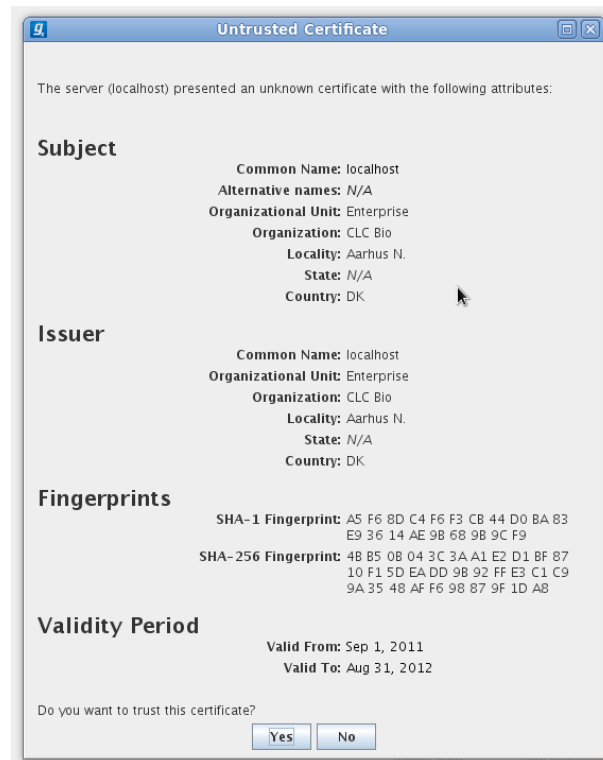 Untrusted Certificate
The server (localhost) presented an unknown certificate with the following attributes:
Subject
Common Name: localhost
Alternative names: N/A
Organizational Unit: Enterprise
Organization: CLC Bio
Locality: Aarhus N.
State: N/A
Country: DK
Issuer
Common Name: localhost
Organizational Unit: Enterprise
Organization: CLC Bio
Locality: Aarhus N.
State: N/A
Country: DK
Fingerprints
SHA-1 Fingerprint: A5 F6 8D C4 F6 F3 CB 44 D0 BA 83
E9 36 14 AE 9B 68 9B 9C F9
SHA-256 Fingerprint: 4B B5 0B 04 3C 3A A1 E2 D1 BF 87
10 F1 5D EA DD 9B 92 FF E3 C1 C9
9A 35 48 AF F6 98 87 9F 1D A8
Validity Period
Valid From: Sep 1, 2011
Valid To: Aug 31, 2012
Do you want to trust this certificate?
Yes No